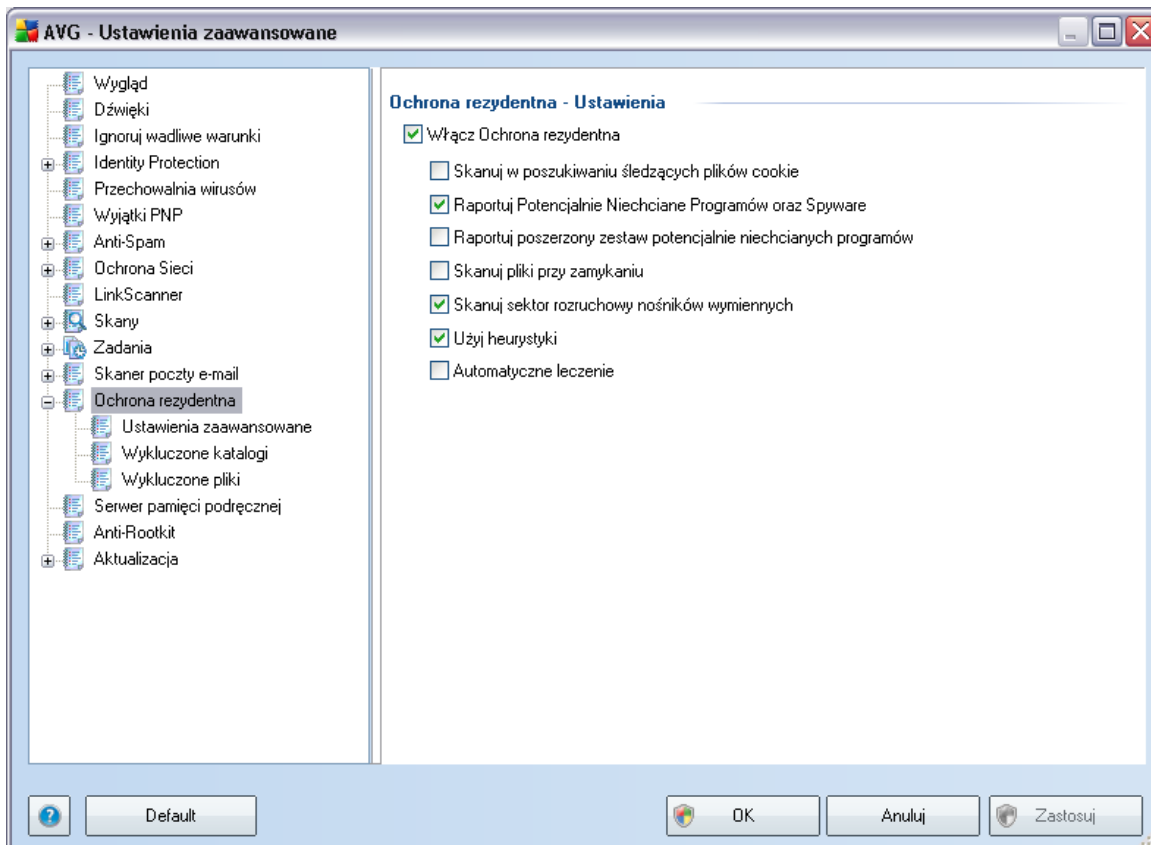 AVG - Ustawienia zaawansowane
Wygląd
Dźwięki
Ignoruj wadliwe warunki
Identity Protection
Przechowalnia wirusów
Wyjątki PNP
Anti-Spam
Ochrona Sieci
LinkScanner
Skany
Zadania
Skaner poczty e-mail
Ochrona rezydentna
Ustawienia zaawansowane
Wykluczone katalogi
Wykluczone pliki
Serwer pamięci podręcznej
Anti-Rootkit
Aktualizacja
Ochrona rezydentna - Ustawienia
Włącz Ochrona rezydentna
Skanuj w poszukiwaniu śledzących plików cookie
Raportuj Potencjalnie Niechciane Programów oraz Spyware
Raportuj poszerzony zestaw potencjalnie niechcianych programów
Skanuj pliki przy zamykaniu
Skanuj sektor rozruchowy nośników wymiennych
Użyj heurystyki
Automatyczne leczenie
Default
OK
Anuluj
Zastosuj